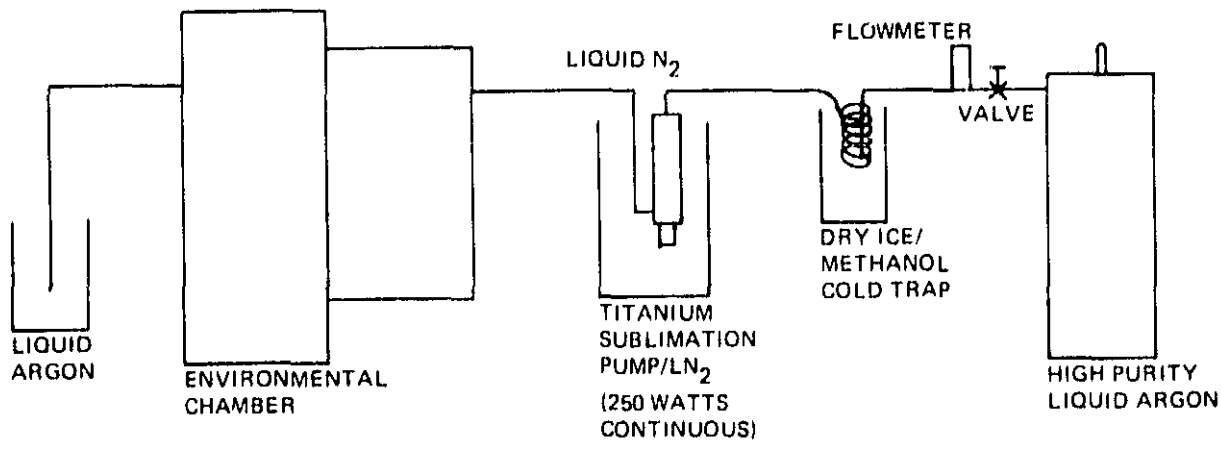 FLOWMETER
LIQUID N2
VALVE
LIQUID
ARGON
ENVIRONMENTAL
CHAMBER
TITANIUM
SUBLIMATION
PUMP/LN2
(250 WATTS
CONTINUOUS)
DRY ICE/
METHANOL
COLD TRAP
HIGH PURITY
LIQUID ARGON